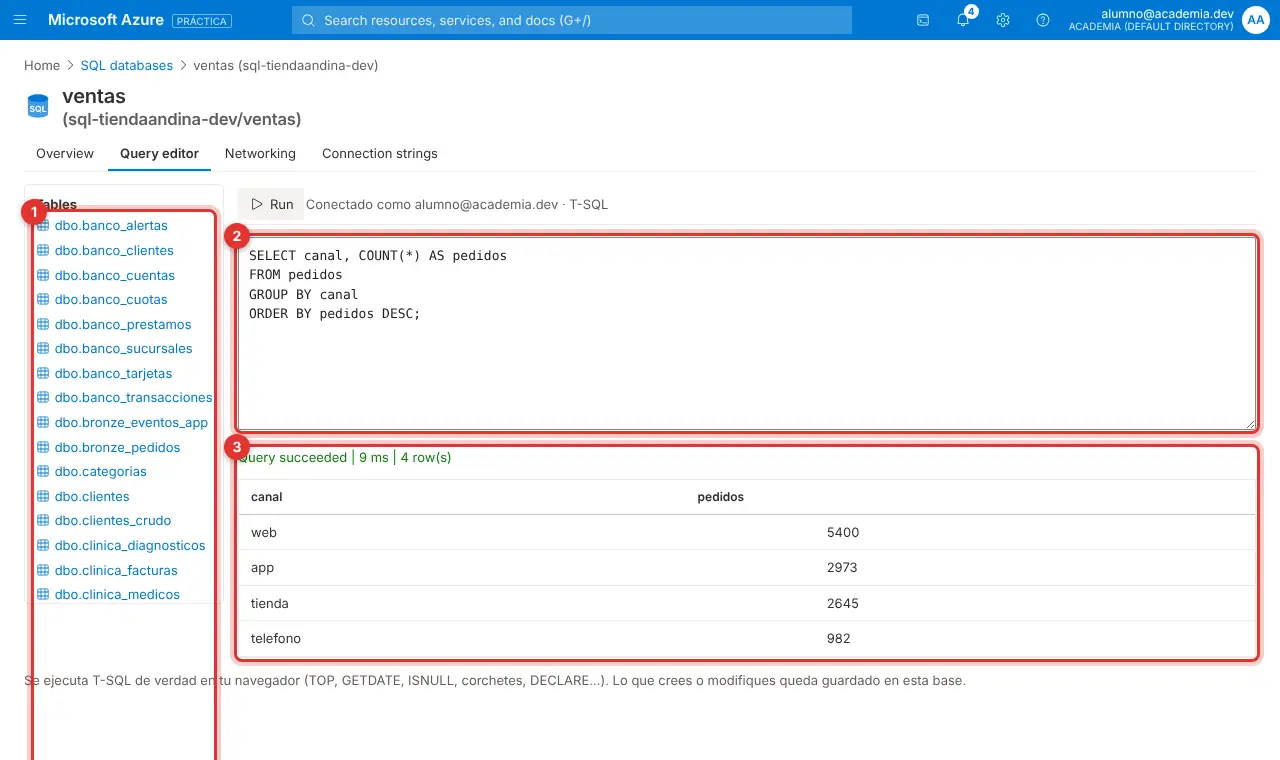 Microsoft Azure PRÁCTICA
Search resources, services, and docs (G+/)
4
alumno@academia.dev
ACADEMIA (DEFAULT DIRECTORY)
AA
Home > SQL databases > ventas (sql-tiendaandina-dev)
SQL
ventas
(sql-tiendaandina-dev/ventas)
Overview Query editor Networking Connection strings
Tables
1
dbo.banco_alertas
dbo.banco_clientes
dbo.banco_cuentas
dbo.banco_cuotas
dbo.banco_prestamos
dbo.banco_sucursales
dbo.banco_tarjetas
dbo.banco_transacciones
dbo.bronze_eventos_app
dbo.bronze_pedidos
dbo.categorias
dbo.clientes
dbo.clientes_crudo
dbo.clinica_diagnosticos
dbo.clinica_facturas
dbo.clinica_medicos
Run Conectado como alumno@academia.dev · T-SQL
2
SELECT canal, COUNT(*) AS pedidos
FROM pedidos
GROUP BY canal
ORDER BY pedidos DESC;
3
Query succeeded | 9 ms | 4 row(s)
canal pedidos
web 5400
app 2973
tienda 2645
telefono 982
Se ejecuta T-SQL de verdad en tu navegador (TOP, GETDATE, ISNULL, corchetes, DECLARE...). Lo que crees o modifiques queda guardado en esta base.